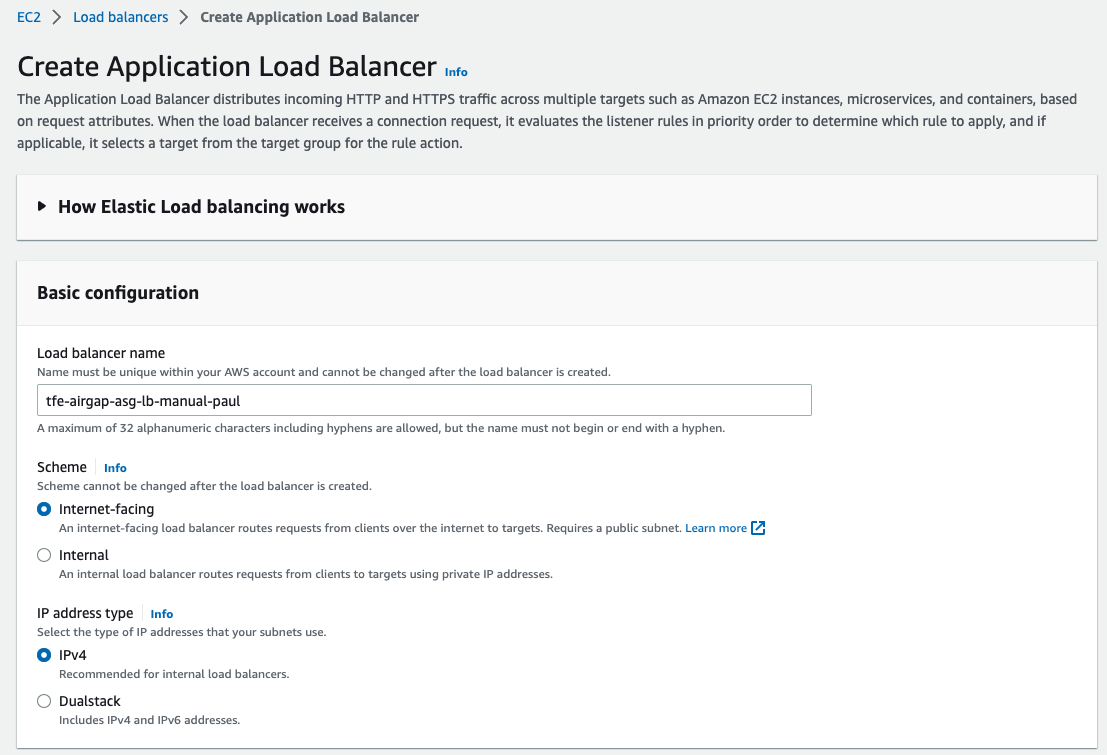 EC2 > Load balancers > Create Application Load Balancer
Create Application Load Balancer Info
The Application Load Balancer distributes incoming HTTP and HTTPS traffic across multiple targets such as Amazon EC2 instances, microservices, and containers, based
on request attributes. When the load balancer receives a connection request, it evaluates the listener rules in priority order to determine which rule to apply, and if
applicable, it selects a target from the target group for the rule action.
How Elastic Load balancing works
Basic configuration
Load balancer name
Name must be unique within your AWS account and cannot be changed after the load balancer is created.
tfe-airgap-asg-lb-manual-paul
A maximum of 32 alphanumeric characters including hyphens are allowed, but the name must not begin or end with a hyphen.
Scheme Info
Scheme cannot be changed after the load balancer is created.
Internet-facing
An internet-facing load balancer routes requests from clients over the internet to targets. Requires a public subnet. Learn more
Internal
An internal load balancer routes requests from clients to targets using private IP addresses.
IP address type Info
Select the type of IP addresses that your subnets use.
IPv4
Recommended for internal load balancers.
Dualstack
Includes IPv4 and IPv6 addresses.